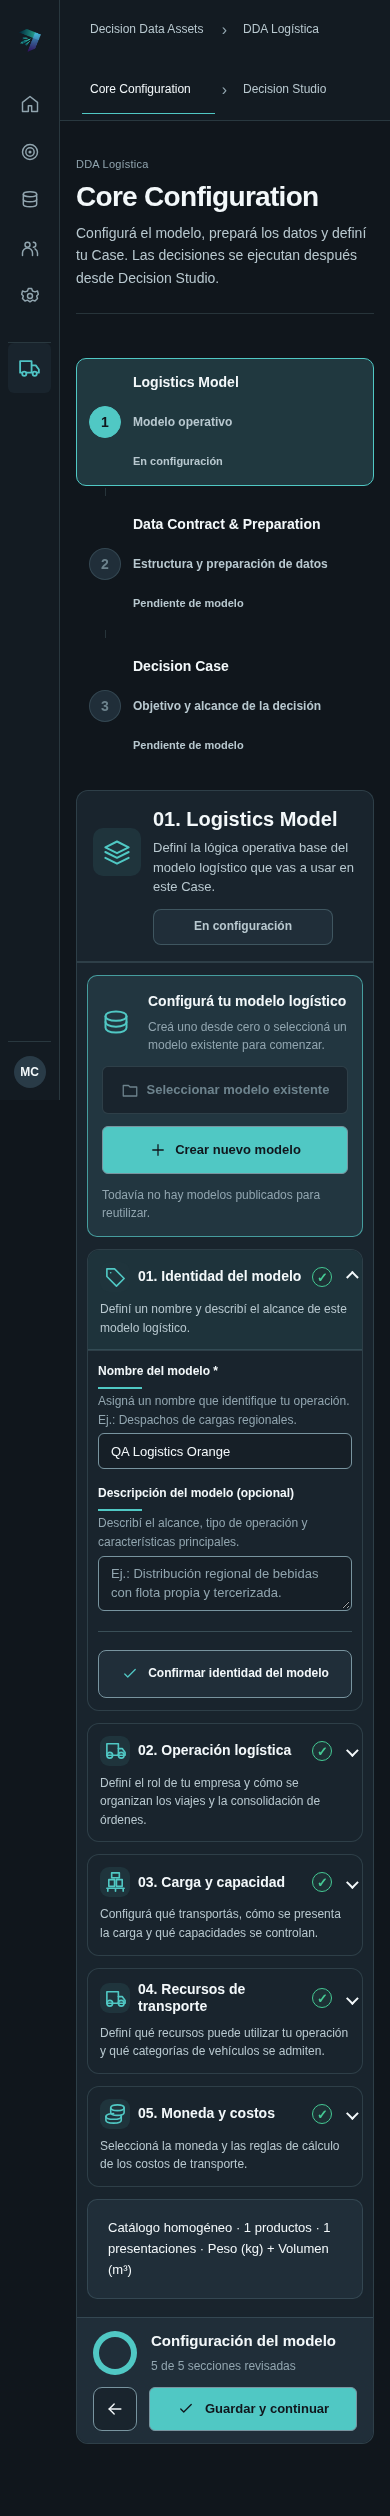 Decision Data Assets › DDA Logística
Core Configuration › Decision Studio
DDA Logística
Core Configuration
Configurá el modelo, prepará los datos y definí
tu Case. Las decisiones se ejecutan después
desde Decision Studio.
Logistics Model
1 Modelo operativo
En configuración
Data Contract & Preparation
2 Estructura y preparación de datos
Pendiente de modelo
Decision Case
3 Objetivo y alcance de la decisión
Pendiente de modelo
01. Logistics Model
Definí la lógica operativa base del
modelo logístico que vas a usar en
este Case.
En configuración
Configurá tu modelo logístico
Creá uno desde cero o seleccioná un
modelo existente para comenzar.
MC
Seleccionar modelo existente
Crear nuevo modelo
Todavía no hay modelos publicados para
reutilizar.
01. Identidad del modelo
Definí un nombre y describí el alcance de este
modelo logístico.
Nombre del modelo *
Asigná un nombre que identifique tu operación.
Ej.: Despachos de cargas regionales.
QA Logistics Orange
Descripción del modelo (opcional)
Describí el alcance, tipo de operación y
características principales.
Ej.: Distribución regional de bebidas
con flota propia y tercerizada.
Confirmar identidad del modelo
02. Operación logística
Definí el rol de tu empresa y cómo se
organizan los viajes y la consolidación de
órdenes.
03. Carga y capacidad
Configurá qué transportás, cómo se presenta
la carga y qué capacidades se controlan.
04. Recursos de
transporte
Definí qué recursos puede utilizar tu operación
y qué categorías de vehículos se admiten.
05. Moneda y costos
Seleccioná la moneda y las reglas de cálculo
de los costos de transporte.
Catálogo homogéneo · 1 productos · 1
presentaciones · Peso (kg) + Volumen
(m³)
Configuración del modelo
5 de 5 secciones revisadas
Guardar y continuar